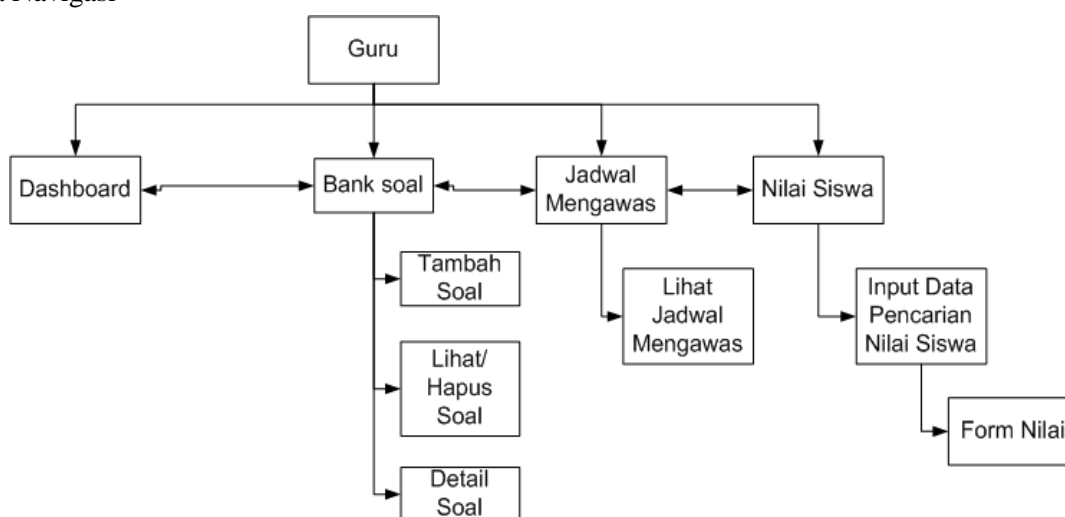 Navigasi
Guru
Dashboard
Bank soal
Jadwal
Mengawas
Nilai Siswa
Tambah
Soal
Lihat
Jadwal
Mengawas
Input Data
Pencarian
Nilai Siswa
Lihat/
Hapus
Soal
Form Nilai
Detail
Soal